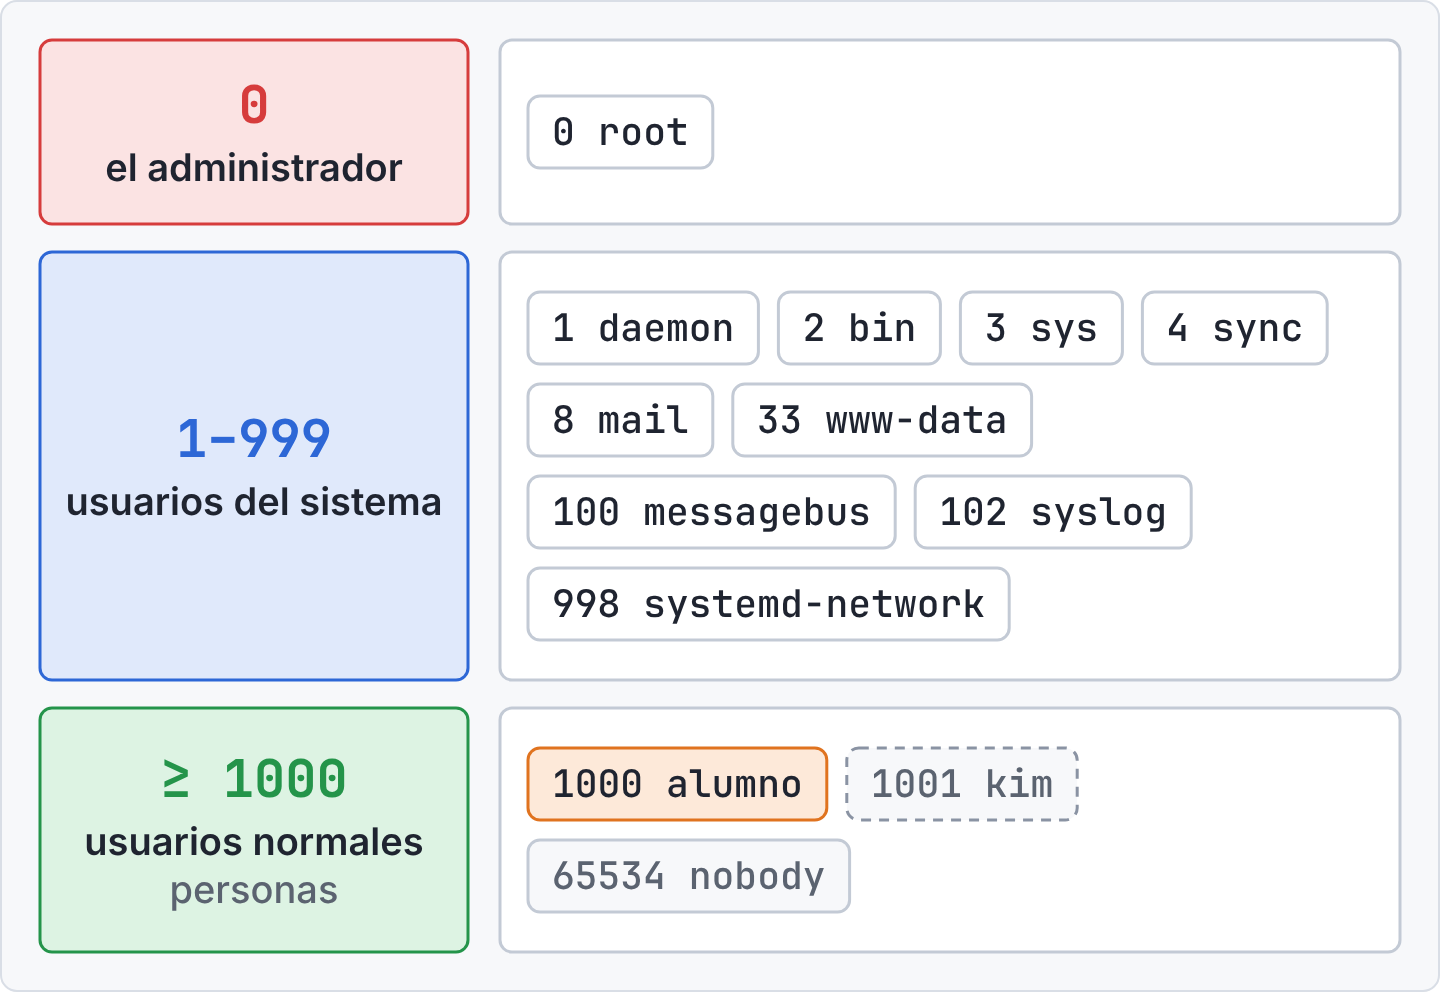 0
el administrador
0 root
1–999
usuarios del sistema
1 daemon
2 bin
3 sys
4 sync
8 mail
33 www-data
100 messagebus
102 syslog
998 systemd-network
≥ 1000
usuarios normales
personas
1000 alumno
1001 kim
65534 nobody